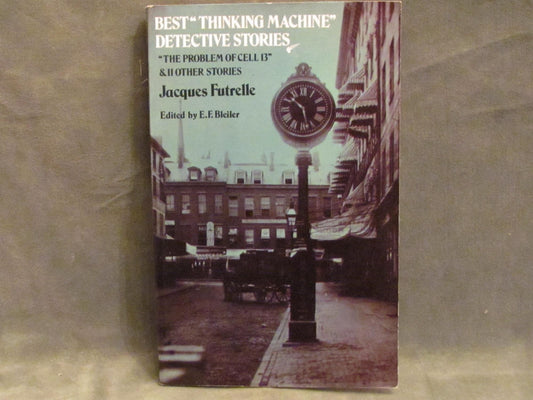 BEST "THINKING MACHINE"
DETECTIVE STORIES
"THE PROBLEM OF CELL 13"
& 11 OTHER STORIES
Jacques Futrelle
Edited by E. F. Bleiler